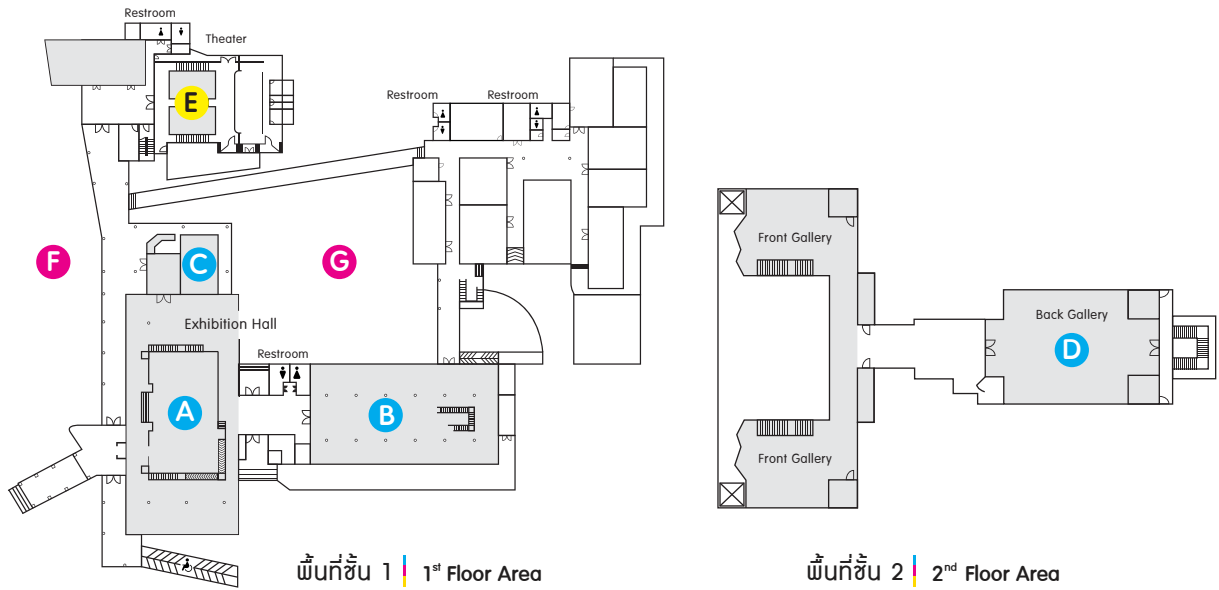 Restroom
Theater
E
Restroom
Restroom
F
C
G
Exhibition Hall
Restroom
A
B
Front Gallery
Back Gallery
D
Front Gallery
พื้นที่ชั้น 1 | 1st Floor Area
พื้นที่ชั้น 2 | 2nd Floor Area